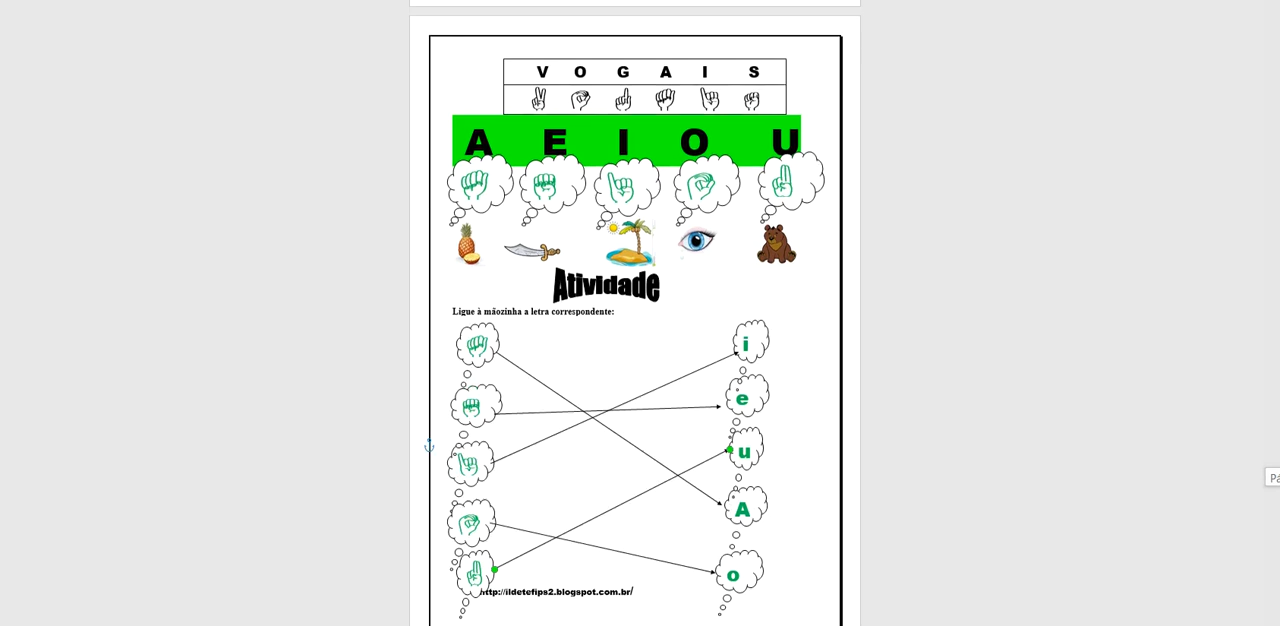 V O G A I S
A E I O U
Atividade
Ligue à mãozinha a letra correspondente:
i
e
u
A
o
http://ildetefips2.blogspot.com.br/